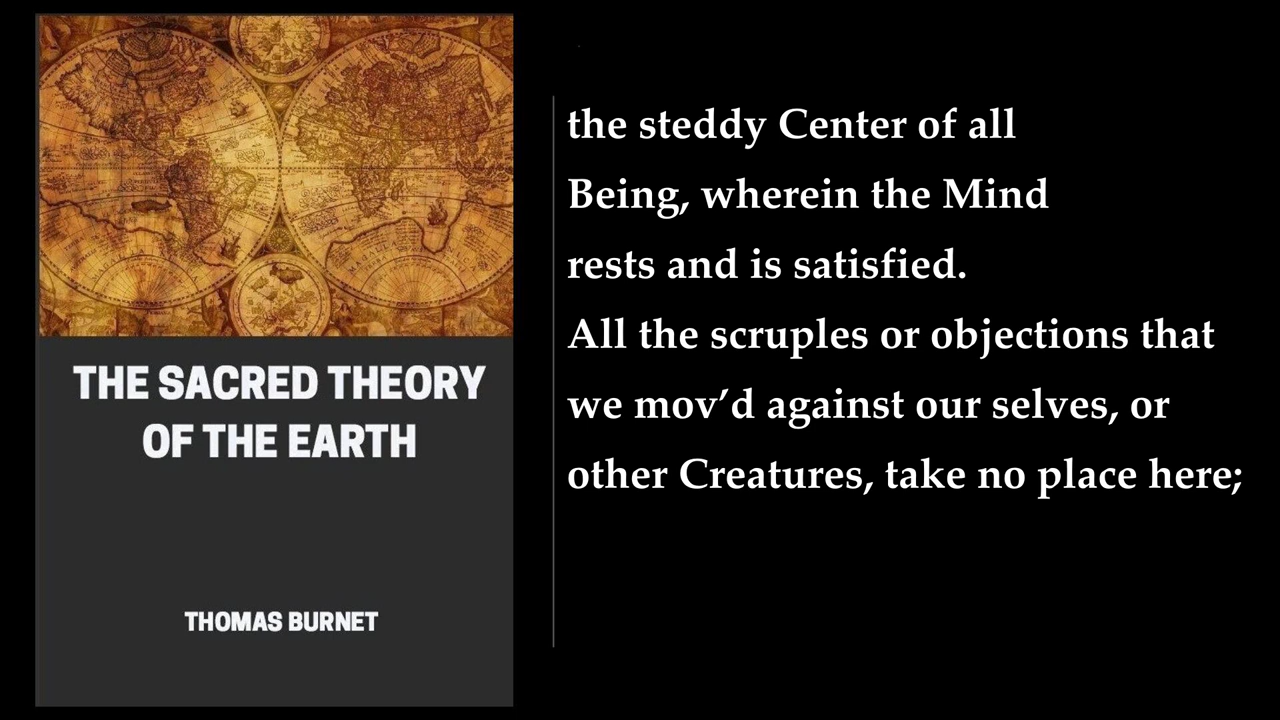 THE SACRED THEORY
OF THE EARTH
THOMAS BURNET
the steddy Center of all
Being, wherein the Mind
rests and is satisfied.
All the scruples or objections that
we mov’d against our selves, or
other Creatures, take no place here;